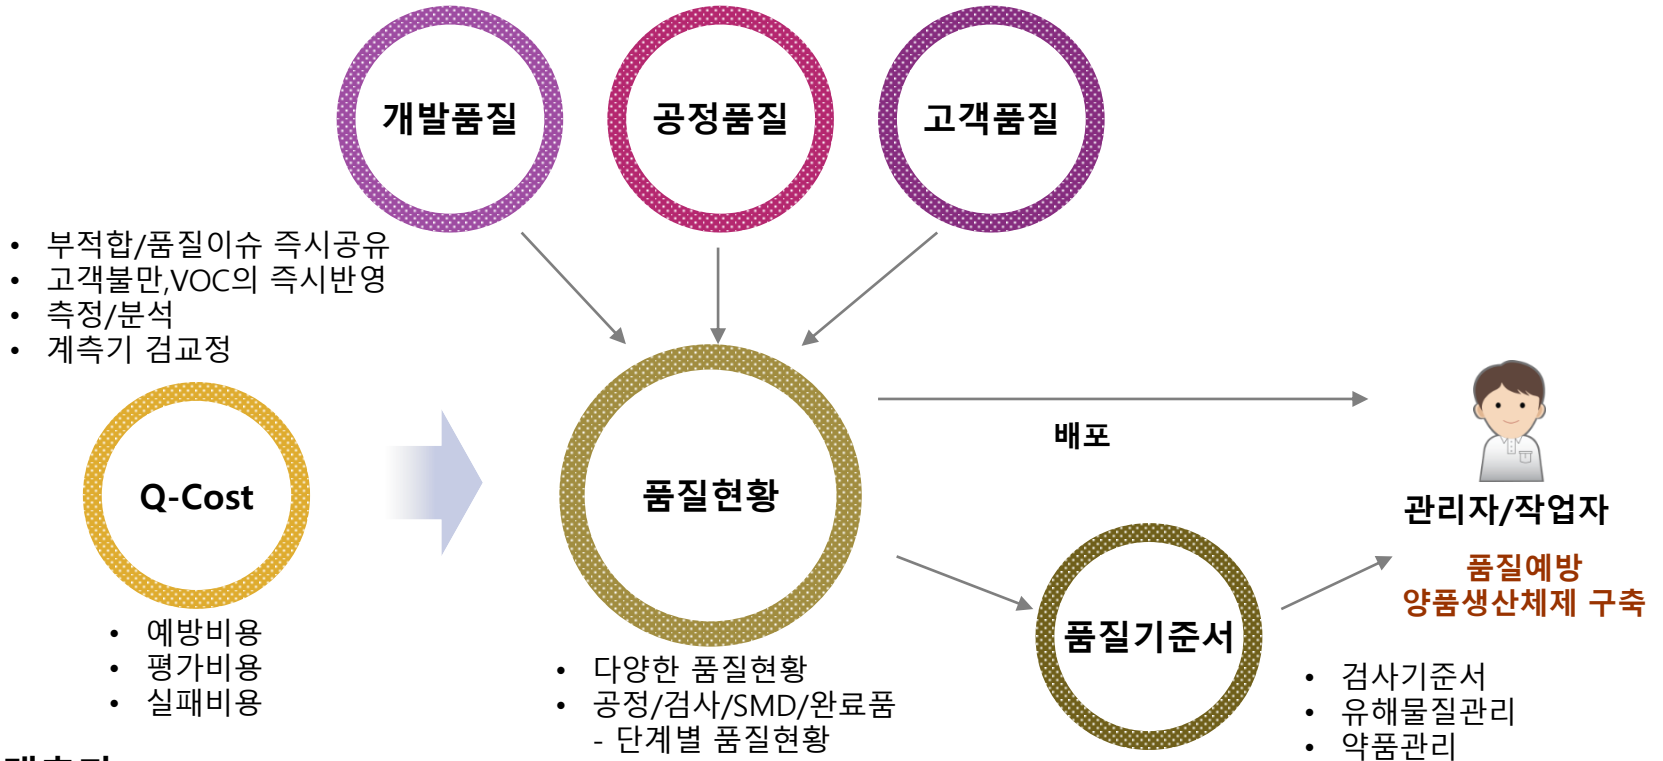 개발품질
공정품질
고객품질
• 부적합/품질이슈 즉시공유
• 고객불만,VOC의 즉시반영
• 측정/분석
• 계측기 검교정
Q-Cost
• 예방비용
• 평가비용
• 실패비용
품질현황
• 다양한 품질현황
• 공정/검사/SMD/완료품
- 단계별 품질현황
배포
품질기준서
• 검사기준서
• 유해물질관리
• 약품관리
관리자/작업자
품질예방
양품생산체제 구축